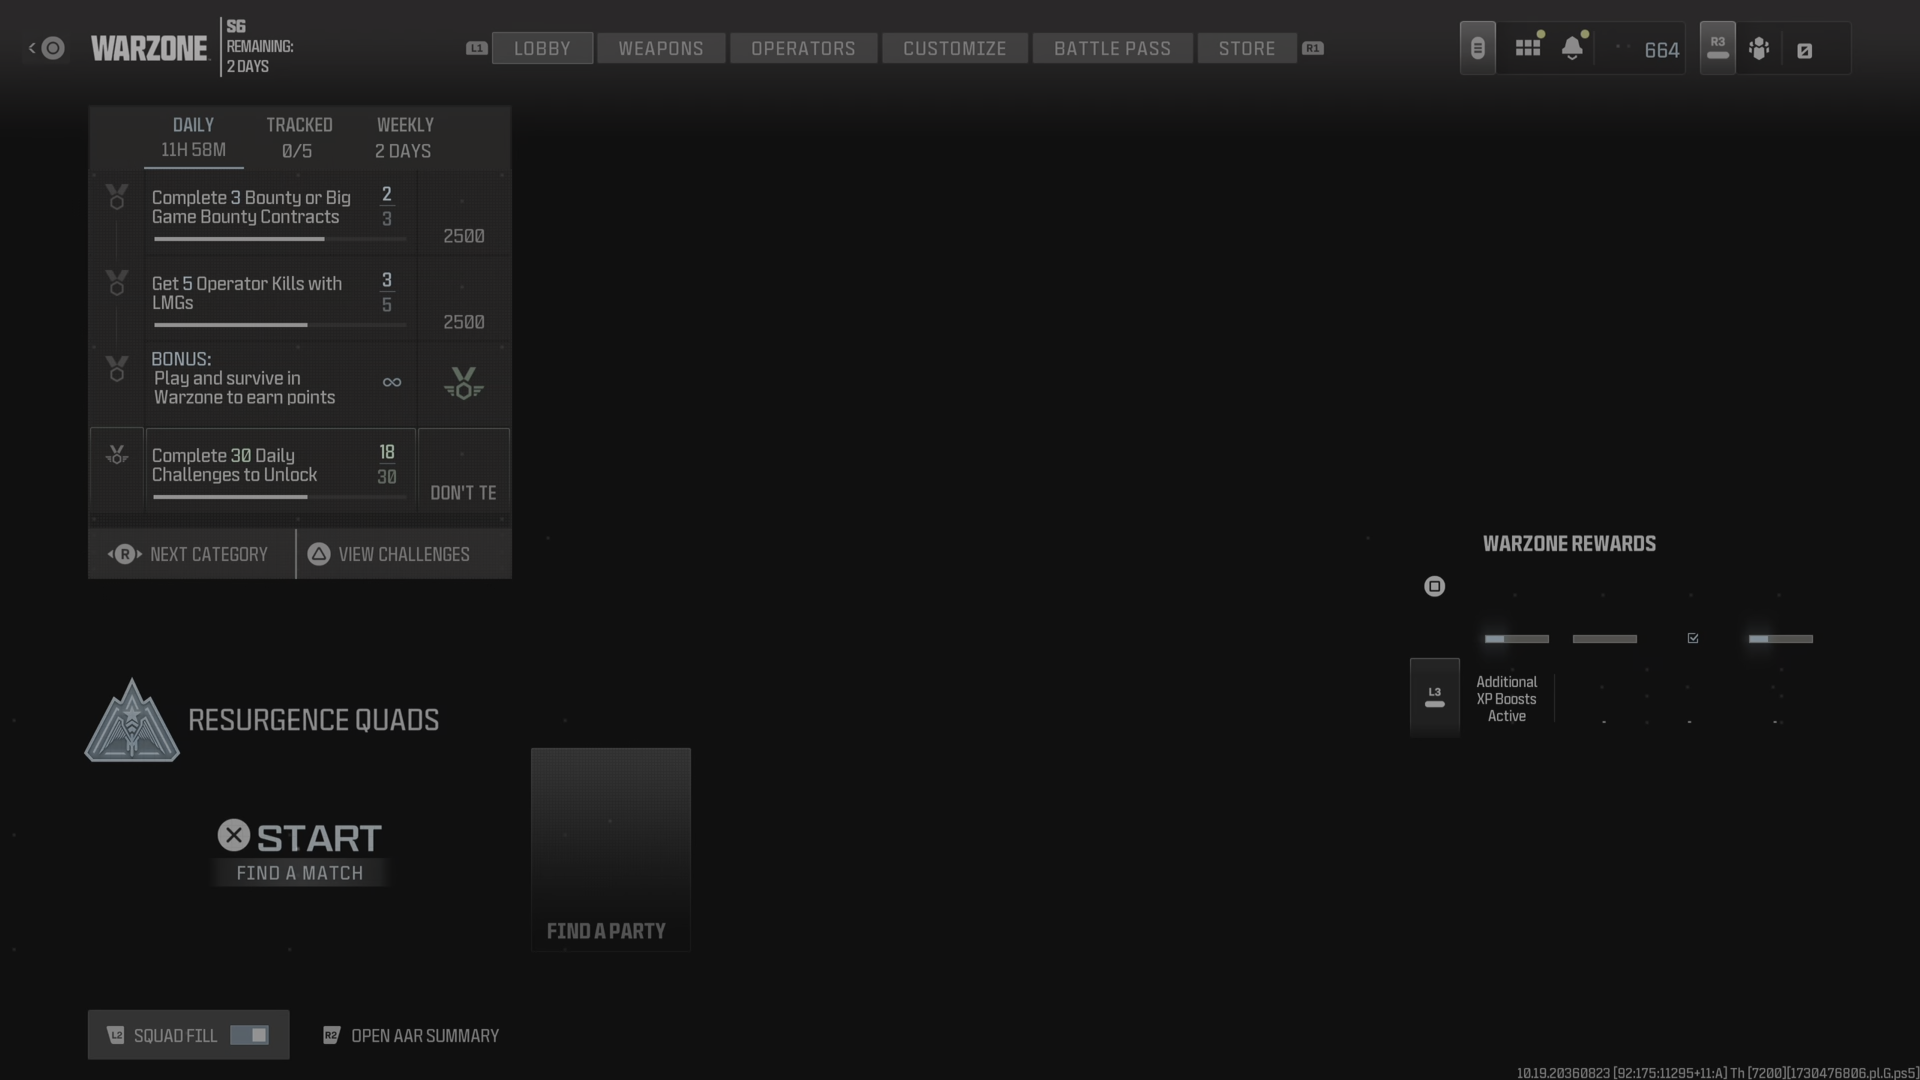 WARZONE
S6
REMAINING:
2 DAYS
L1
LOBBY
WEAPONS
OPERATORS
CUSTOMIZE
BATTLE PASS
STORE
R1
664
R3
0
DAILY
11H 58M
TRACKED
0/5
WEEKLY
2 DAYS
Complete 3 Bounty or Big
Game Bounty Contracts
2
3
2500
Get 5 Operator Kills with
LMGs
3
5
2500
BONUS:
Play and survive in
Warzone to earn points
∞
Complete 30 Daily
Challenges to Unlock
18
30
DON'T TE
R
NEXT CATEGORY
VIEW CHALLENGES
WARZONE REWARDS
L3
Additional
XP Boosts
Active
RESURGENCE QUADS
START
FIND A MATCH
FIND A PARTY
L2
SQUAD FILL
R2
OPEN AAR SUMMARY
10.19.20360823 [92:175:11295+11:A] Th [7200][1730476806.pl.G.ps5]